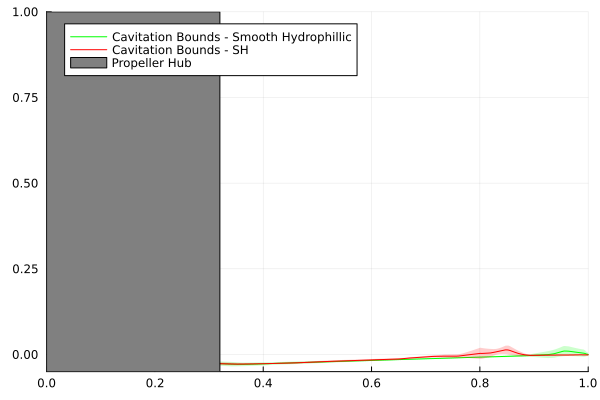 1.00
Cavitation Bounds - Smooth Hydrophillic
Cavitation Bounds - SH
Propeller Hub
0.75
0.50
0.25
0.00
0.0 0.2 0.4 0.6 0.8 1.0